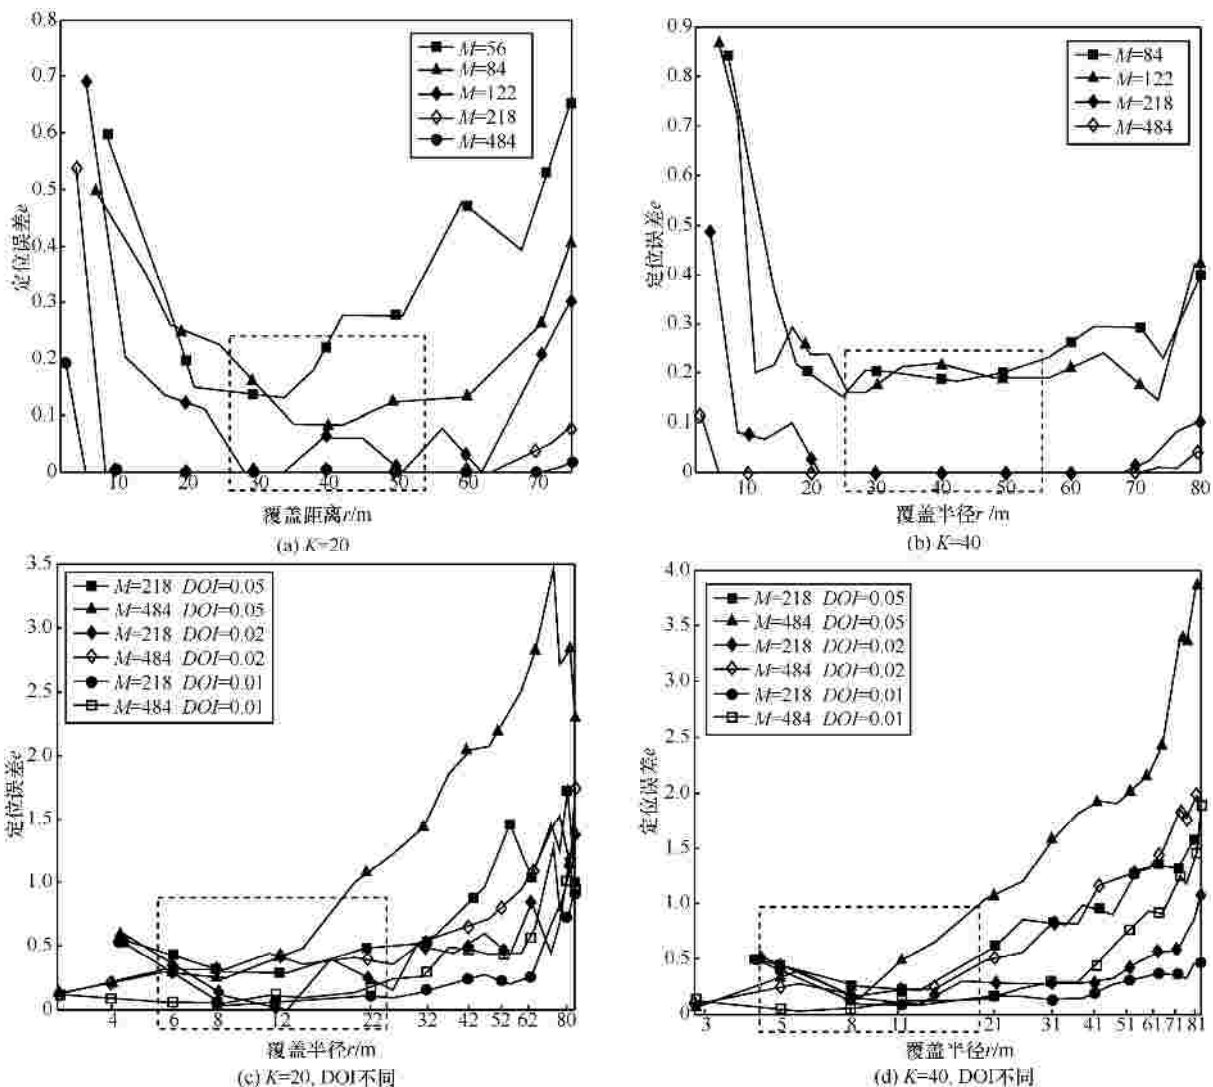 0.8
0.7
0.6
0.5
0.4
0.3
0.2
0.1
0
定位误差e
M=56
M=84
M=122
M=218
M=484
10 20 30 40 50 60 70
覆盖距离r/m
(a) K=20
0.9
0.8
0.7
0.6
0.5
0.4
0.3
0.2
0.1
0
定位误差e
M=84
M=122
M=218
M=484
10 20 30 40 50 60 70 80
覆盖半径r /m
(b) K=40
3.5
3.0
2.5
2.0
1.5
1.0
0.5
0
定位误差e
M=218 DOI=0.05
M=484 DOI=0.05
M=218 DOI=0.02
M=484 DOI=0.02
M=218 DOI=0.01
M=484 DOI=0.01
4 6 8 12 22 32 42 52 62 80
覆盖半径r/m
(c) K=20, DOI不同
4.0
3.5
3.0
2.5
2.0
1.5
1.0
0.5
0
定位误差e
M=218 DOI=0.05
M=484 DOI=0.05
M=218 DOI=0.02
M=484 DOI=0.02
M=218 DOI=0.01
M=484 DOI=0.01
3 5 8 11 21 31 41 51 61 71 81
覆盖半径r/m
(d) K=40, DOI不同